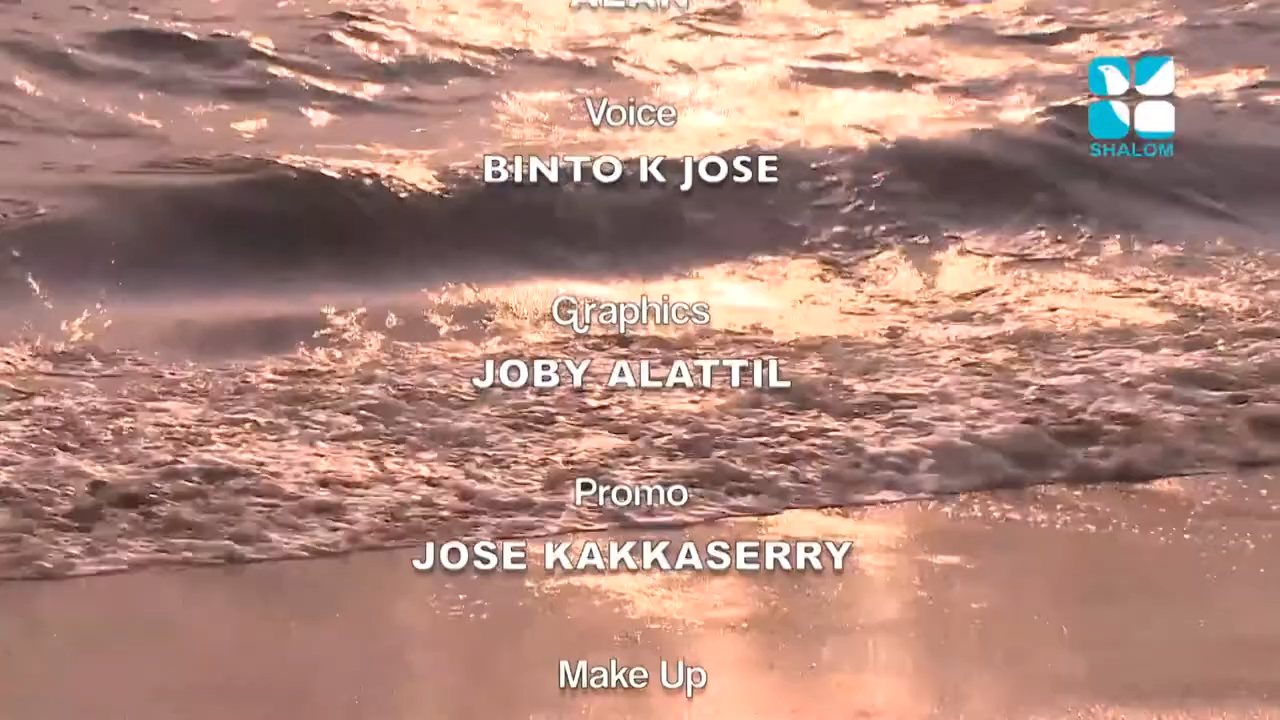 Voice
BINTO K JOSE
SHALOM
Graphics
JOBY ALATTIL
Promo
JOSE KAKKASERRY
Make Up